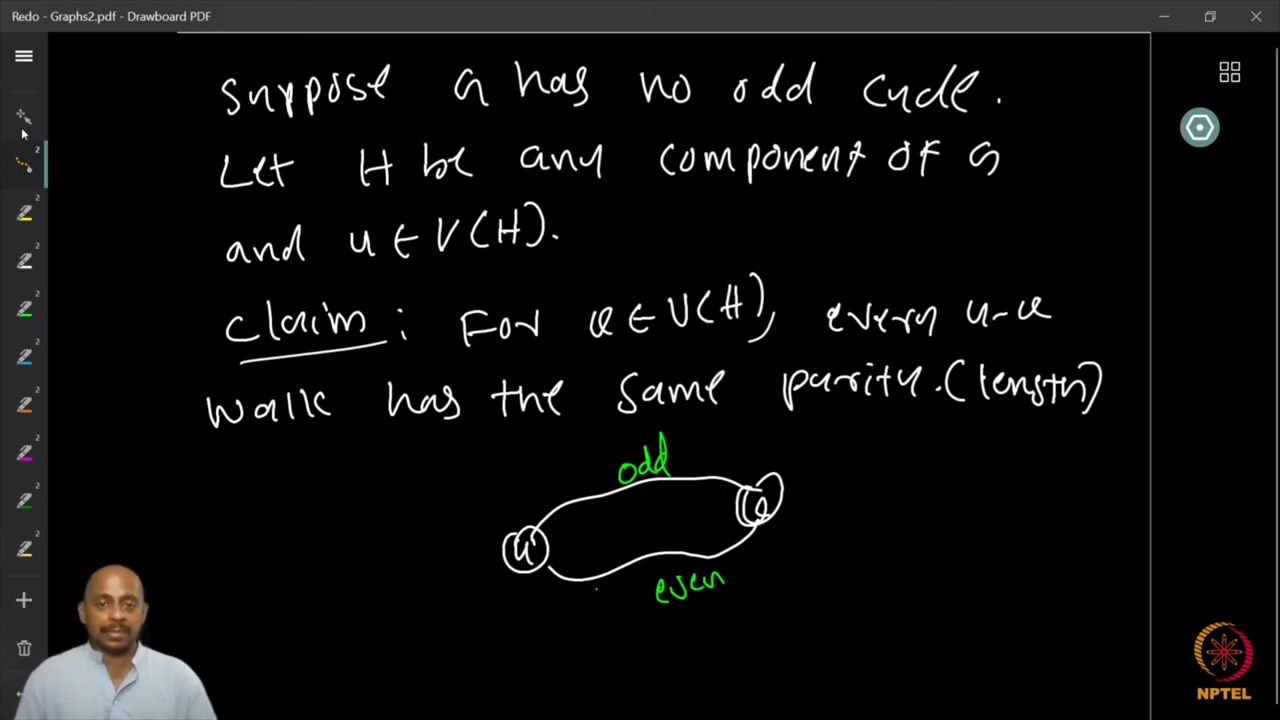 Redo - Graphs2.pdf - Drawboard PDF
Suppose G has no odd cycle.
Let H be any component of G
and u ∈ V(H).
Claim: For v ∈ V(H), every u-v
walk has the same parity. (length)
odd
u v
even
NPTEL